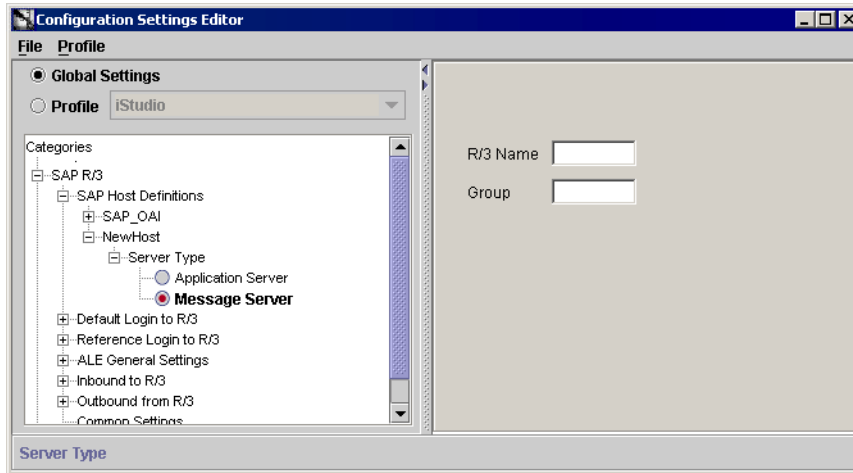 Configuration Settings Editor
File Profile
Global Settings
Profile iStudio
Categories
SAP R/3
SAP Host Definitions
SAP_OAI
NewHost
Server Type
Application Server
Message Server
Default Login to R/3
Reference Login to R/3
ALE General Settings
Inbound to R/3
Outbound from R/3
Common Settings
R/3 Name
Group
Server Type